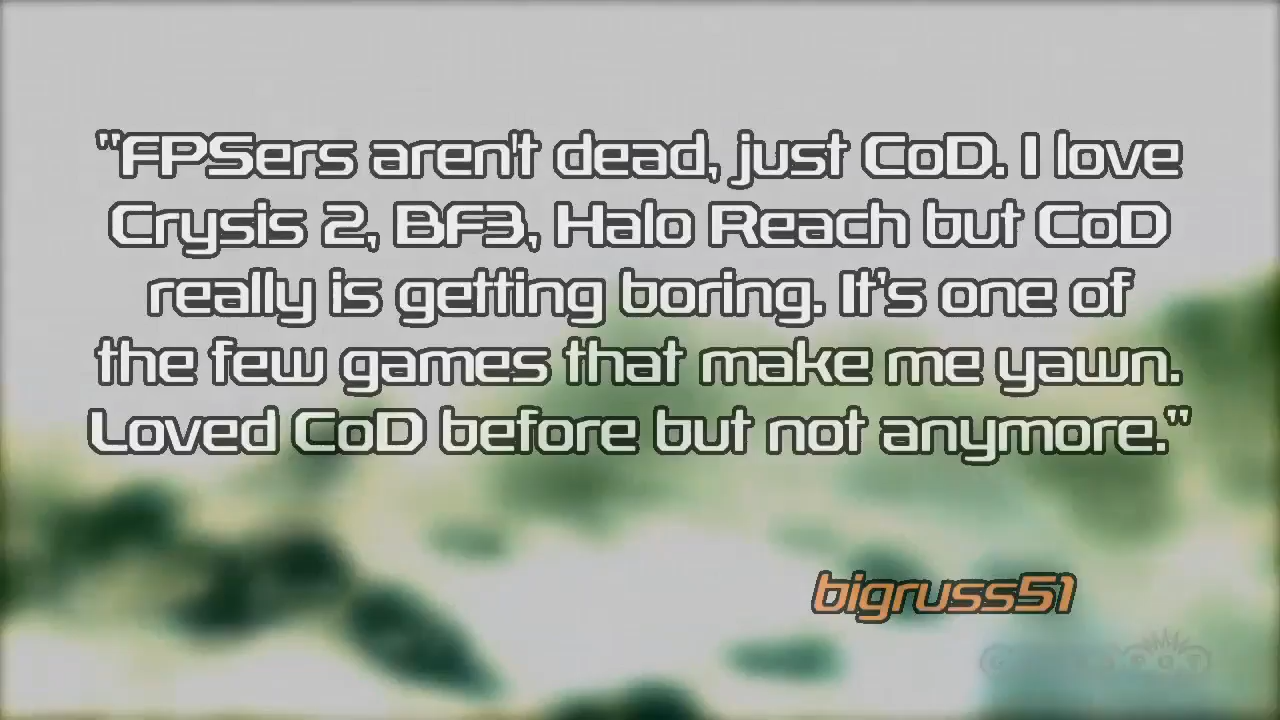 "FPSers aren't dead, just CoD. I love
Crysis 2, BF3, Halo Reach but CoD
really is getting boring. It's one of
the few games that make me yawn.
Loved CoD before but not anymore."
bigruss51